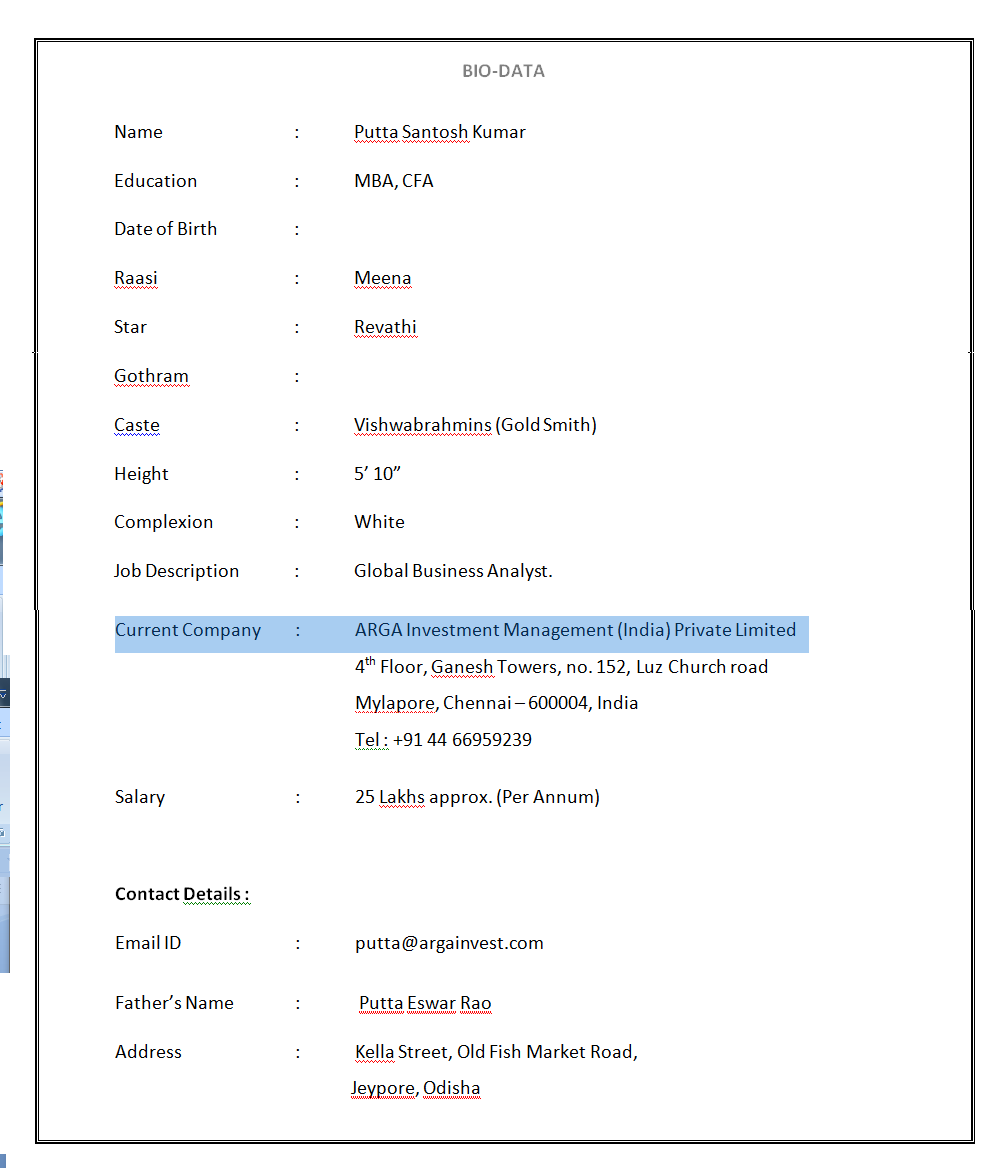 BIO-DATA
Name : Putta Santosh Kumar
Education : MBA, CFA
Date of Birth :
Raasi : Meena
Star : Revathi
Gothram :
Caste : Vishwabrahmins (Gold Smith)
Height : 5’ 10”
Complexion : White
Job Description : Global Business Analyst.
Current Company : ARGA Investment Management (India) Private Limited
4th Floor, Ganesh Towers, no. 152, Luz Church road
Mylapore, Chennai – 600004, India
Tel : +91 44 66959239
Salary : 25 Lakhs approx. (Per Annum)
Contact Details :
Email ID : putta@argainvest.com
Father’s Name : Putta Eswar Rao
Address : Kella Street, Old Fish Market Road,
Jeypore, Odisha